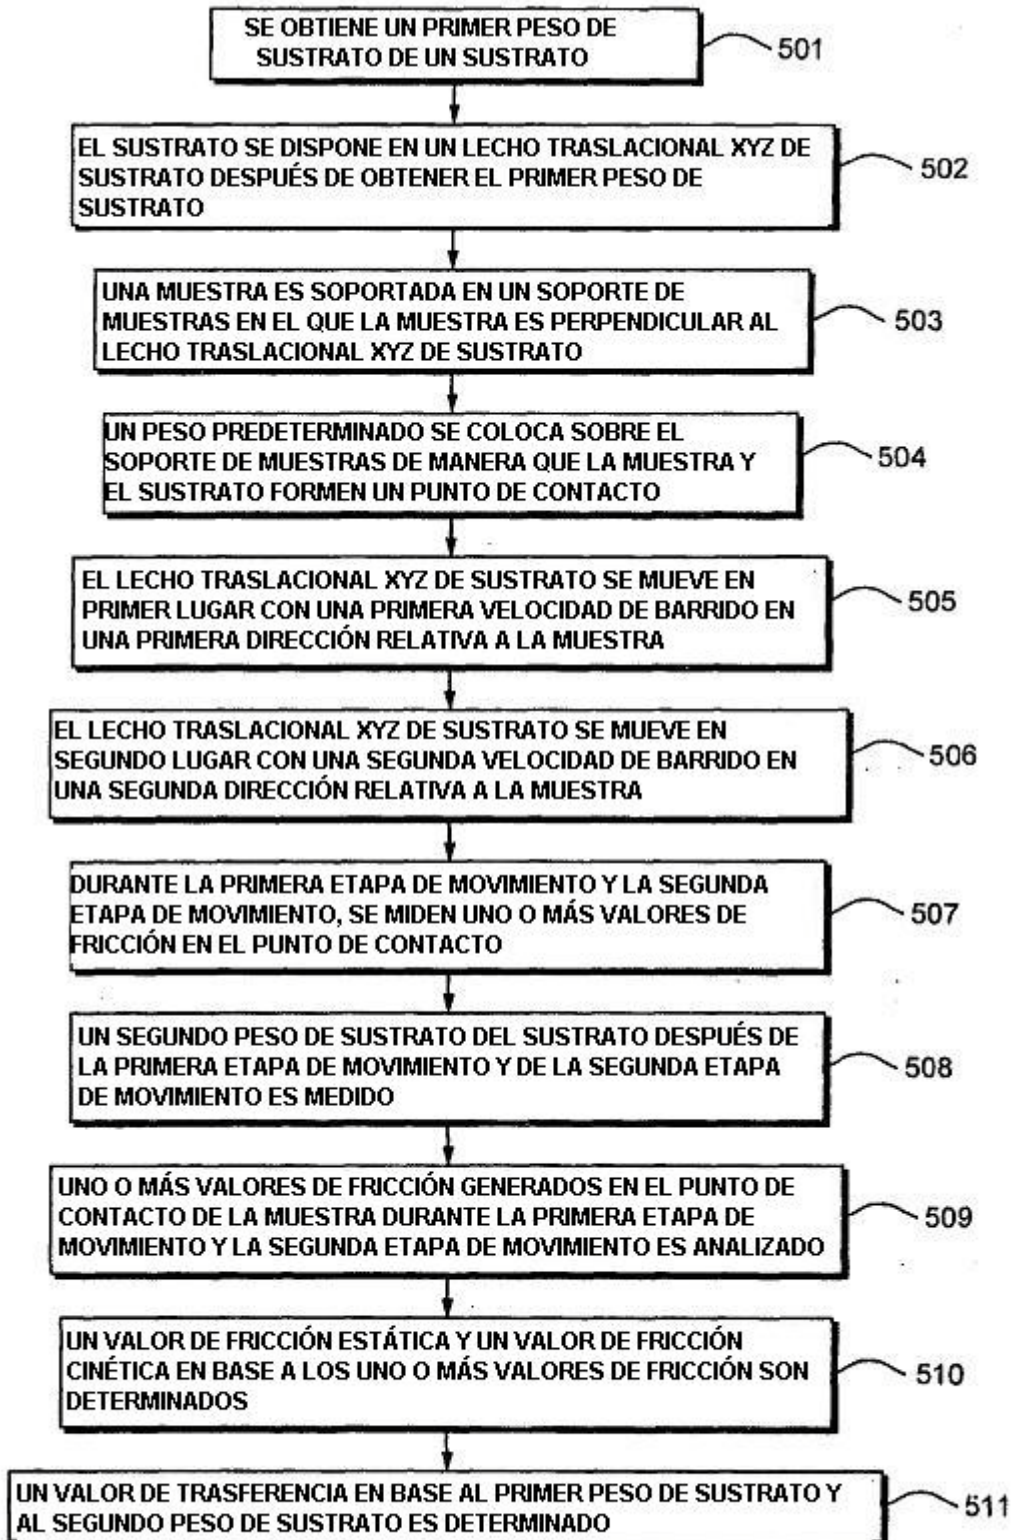 SE OBTIENE UN PRIMER PESO DE
SUSTRATO DE UN SUSTRATO
501
EL SUSTRATO SE DISPONE EN UN LECHO TRASLACIONAL XYZ DE
SUSTRATO DESPUÉS DE OBTENER EL PRIMER PESO DE
SUSTRATO
502
UNA MUESTRA ES SOPORTADA EN UN SOPORTE DE
MUESTRAS EN EL QUE LA MUESTRA ES PERPENDICULAR AL
LECHO TRASLACIONAL XYZ DE SUSTRATO
503
UN PESO PREDETERMINADO SE COLOCA SOBRE EL
SOPORTE DE MUESTRAS DE MANERA QUE LA MUESTRA Y
EL SUSTRATO FORMEN UN PUNTO DE CONTACTO
504
EL LECHO TRASLACIONAL XYZ DE SUSTRATO SE MUEVE EN
PRIMER LUGAR CON UNA PRIMERA VELOCIDAD DE BARRIDO EN
UNA PRIMERA DIRECCIÓN RELATIVA A LA MUESTRA
505
EL LECHO TRASLACIONAL XYZ DE SUSTRATO SE MUEVE EN
SEGUNDO LUGAR CON UNA SEGUNDA VELOCIDAD DE BARRIDO EN
UNA SEGUNDA DIRECCIÓN RELATIVA A LA MUESTRA
506
DURANTE LA PRIMERA ETAPA DE MOVIMIENTO Y LA SEGUNDA
ETAPA DE MOVIMIENTO, SE MIDEN UNO O MÁS VALORES DE
FRICCIÓN EN EL PUNTO DE CONTACTO
507
UN SEGUNDO PESO DE SUSTRATO DEL SUSTRATO DESPUÉS DE
LA PRIMERA ETAPA DE MOVIMIENTO Y DE LA SEGUNDA ETAPA
DE MOVIMIENTO ES MEDIDO
508
UNO O MÁS VALORES DE FRICCIÓN GENERADOS EN EL PUNTO DE
CONTACTO DE LA MUESTRA DURANTE LA PRIMERA ETAPA DE
MOVIMIENTO Y LA SEGUNDA ETAPA DE MOVIMIENTO ES ANALIZADO
509
UN VALOR DE FRICCIÓN ESTÁTICA Y UN VALOR DE FRICCIÓN
CINÉTICA EN BASE A LOS UNO O MÁS VALORES DE FRICCIÓN SON
DETERMINADOS
510
UN VALOR DE TRASFERENCIA EN BASE AL PRIMER PESO DE SUSTRATO Y
AL SEGUNDO PESO DE SUSTRATO ES DETERMINADO
511